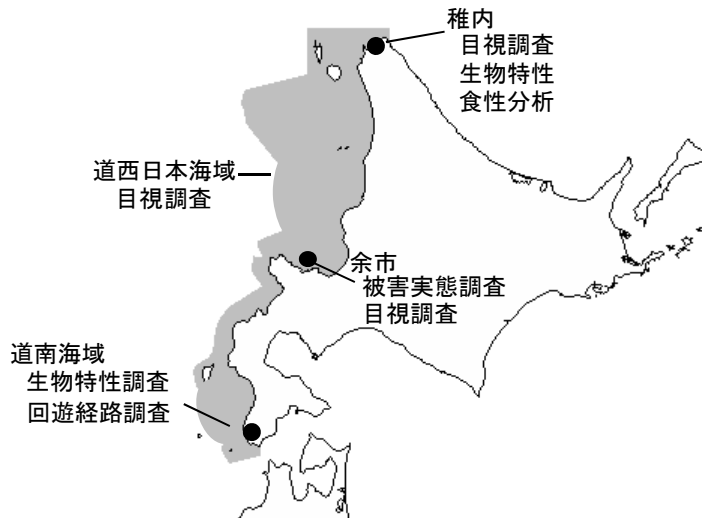 稚内
目視調査
生物特性
食性分析
道西日本海域
目視調査
余市
被害実態調査
目視調査
道南海域
生物特性調査
回遊経路調査